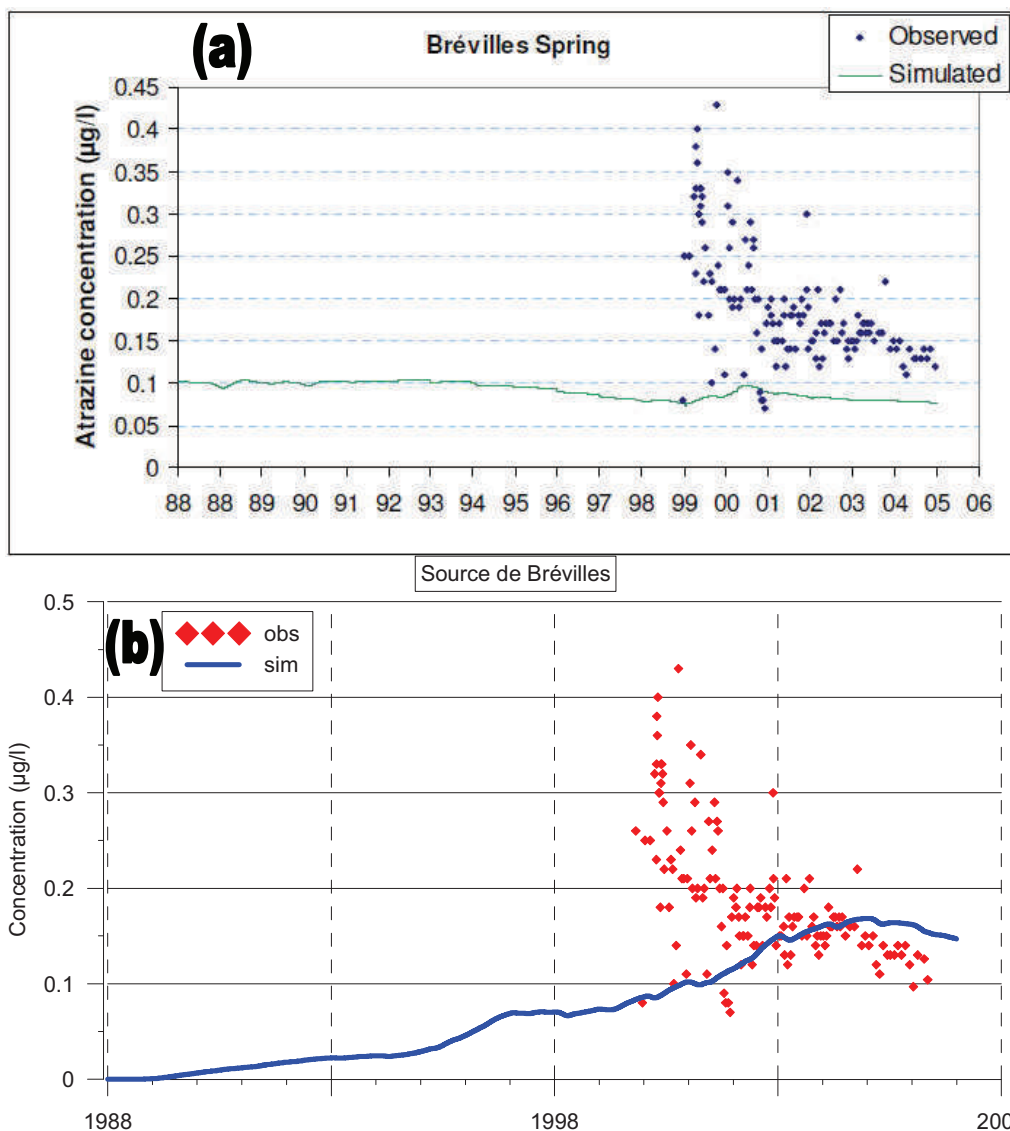 (a)
Brévilles Spring
Observed
Simulated
Atrazine concentration (µg/l)
0.45
0.4
0.35
0.3
0.25
0.2
0.15
0.1
0.05
0
88 88 89 90 91 92 93 94 95 96 97 98 99 00 01 02 03 04 05 06
Source de Brévilles
(b)
obs
sim
Concentration (µg/l)
0.5
0.4
0.3
0.2
0.1
0
1988 1998 200